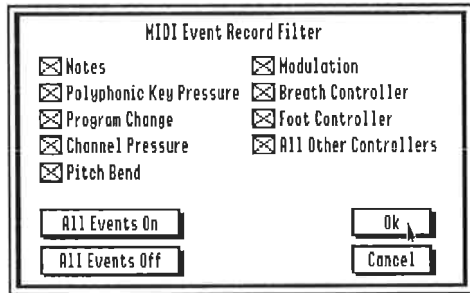 MIDI Event Record Filter
Notes
Modulation
Polyphonic Key Pressure
Breath Controller
Program Change
Foot Controller
Channel Pressure
All Other Controllers
Pitch Bend
All Events On
Ok
All Events Off
Cancel